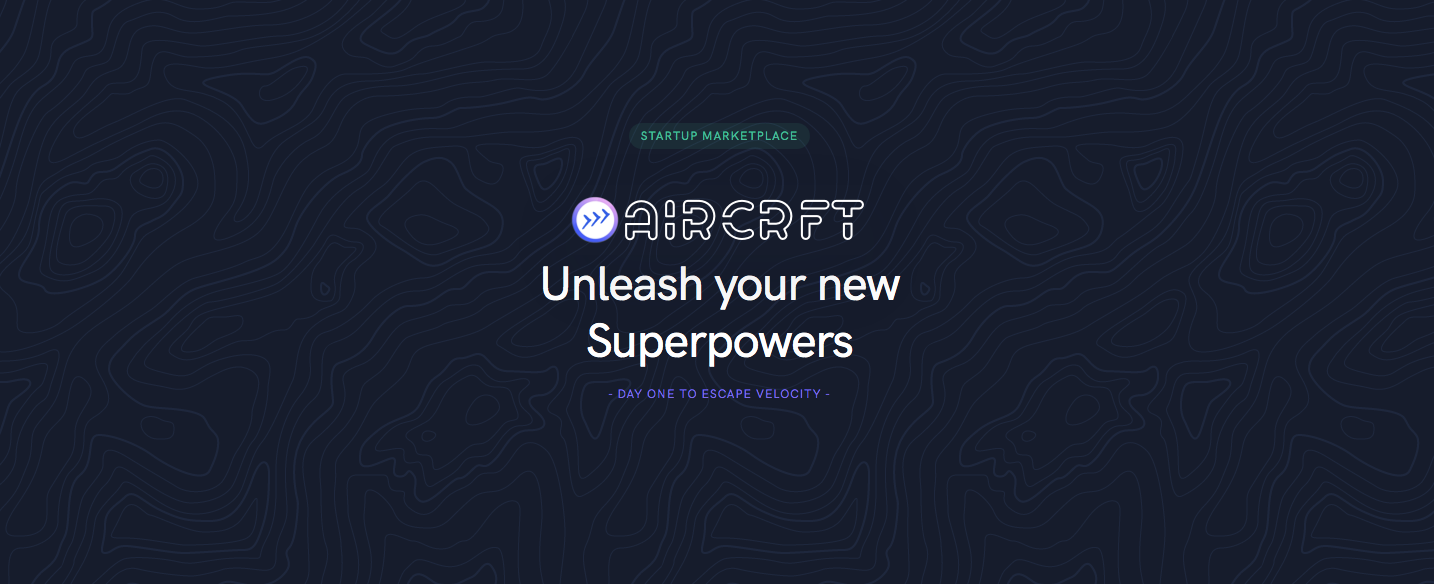 STARTUP MARKETPLACE
AIRCRFT
Unleash your new
Superpowers
- DAY ONE TO ESCAPE VELOCITY -